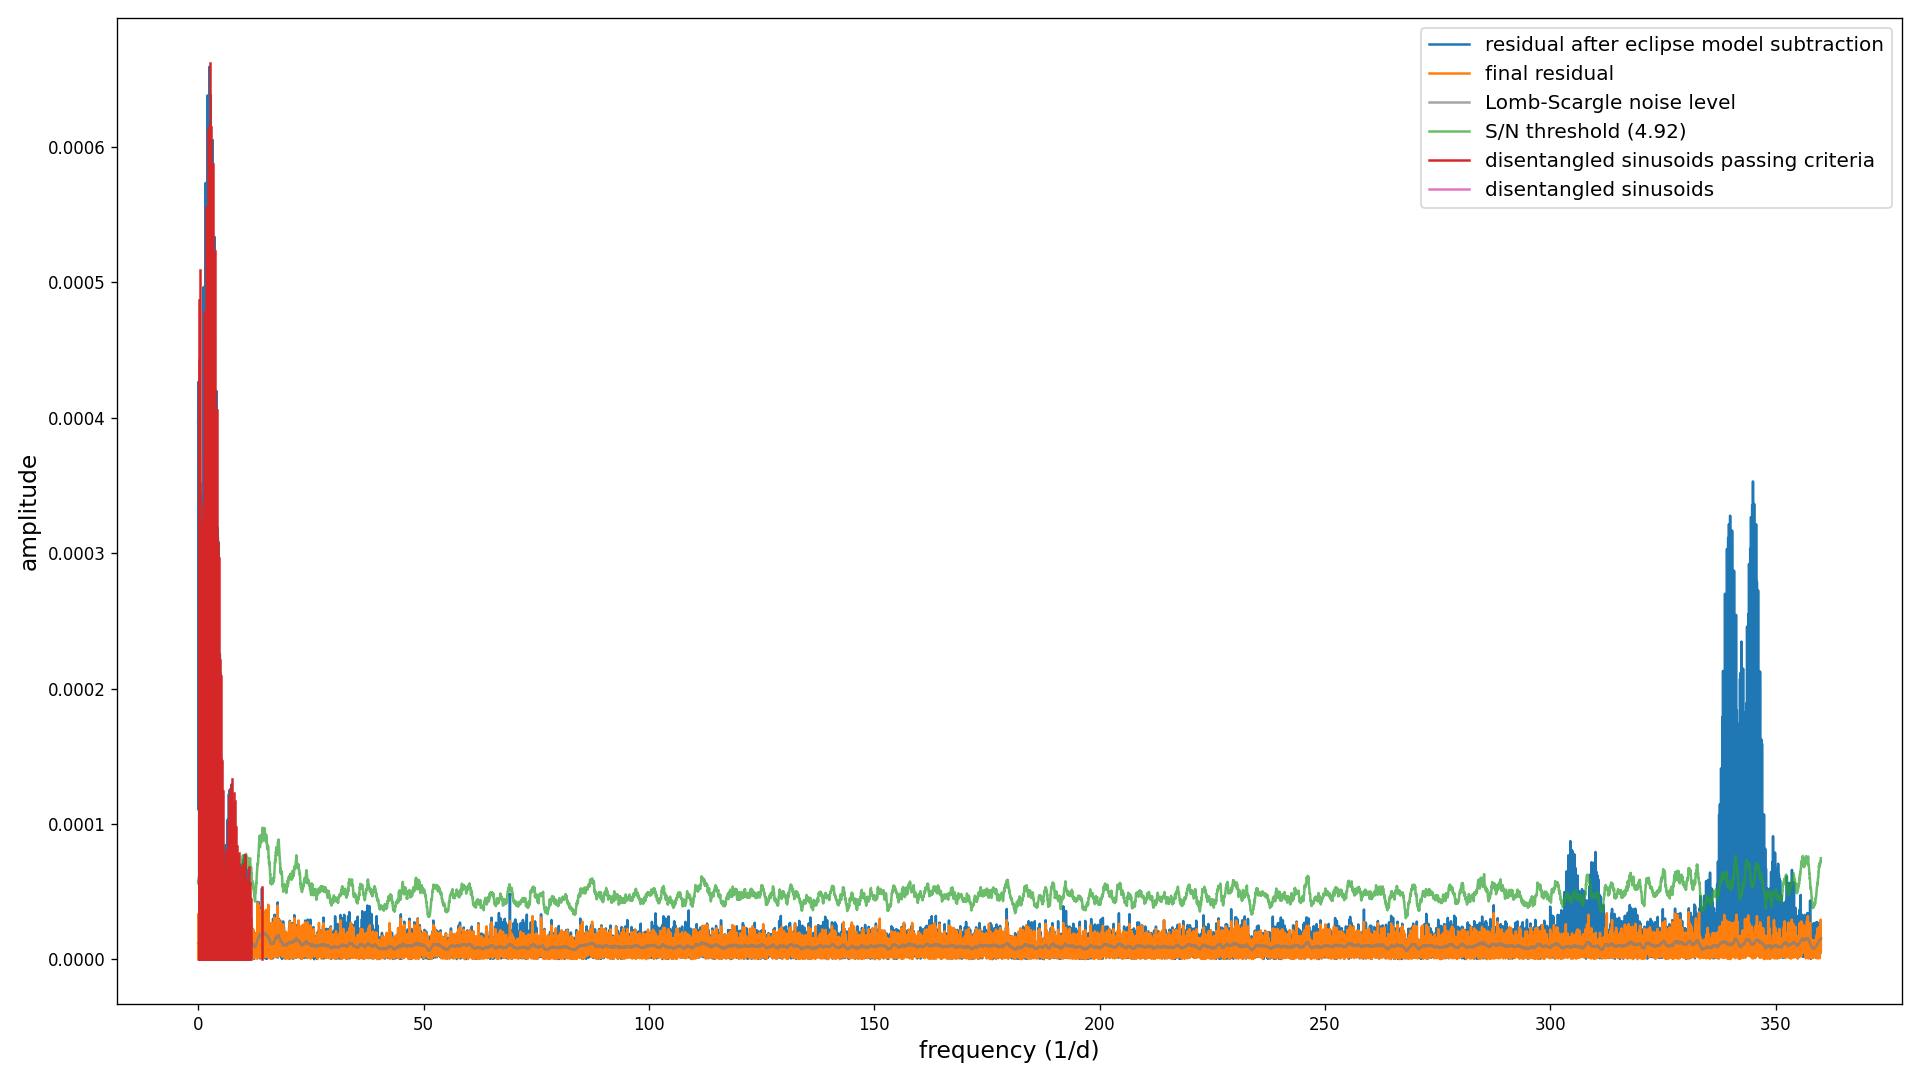 residual after eclipse model subtraction
final residual
Lomb-Scargle noise level
S/N threshold (4.92)
disentangled sinusoids passing criteria
disentangled sinusoids
0.0006
0.0005
0.0004
0.0003
0.0002
0.0001
0.0000
amplitude
0 50 100 150 200 250 300 350
frequency (1/d)